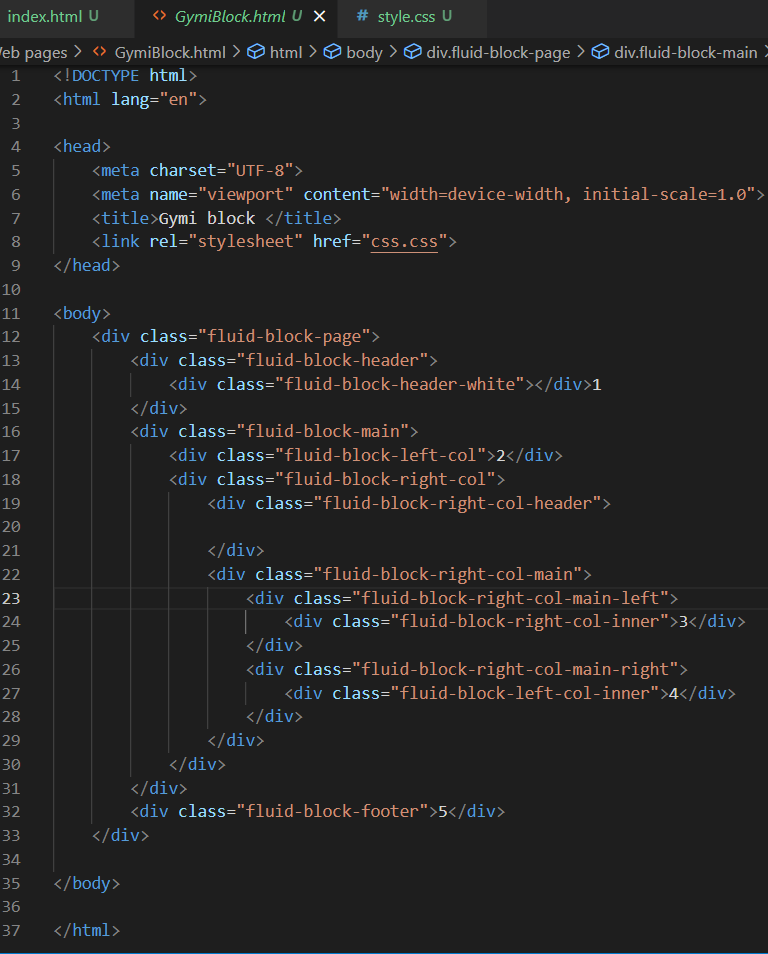 index.html U GymiBlock.html U × # style.css U
eb pages > GymiBlock.html > html > body > div.fluid-block-page > div.fluid-block-main >
1 <!DOCTYPE html>
2 <html lang="en">
3
4 <head>
5 <meta charset="UTF-8">
6 <meta name="viewport" content="width=device-width, initial-scale=1.0">
7 <title>Gymi block </title>
8 <link rel="stylesheet" href="css.css">
9 </head>
10
11 <body>
12 <div class="fluid-block-page">
13 <div class="fluid-block-header">
14 <div class="fluid-block-header-white"></div>1
15 </div>
16 <div class="fluid-block-main">
17 <div class="fluid-block-left-col">2</div>
18 <div class="fluid-block-right-col">
19 <div class="fluid-block-right-col-header">
20
21 </div>
22 <div class="fluid-block-right-col-main">
23 <div class="fluid-block-right-col-main-left">
24 <div class="fluid-block-right-col-inner">3</div>
25 </div>
26 <div class="fluid-block-right-col-main-right">
27 <div class="fluid-block-left-col-inner">4</div>
28 </div>
29 </div>
30 </div>
31 </div>
32 <div class="fluid-block-footer">5</div>
33 </div>
34
35 </body>
36
37 </html>